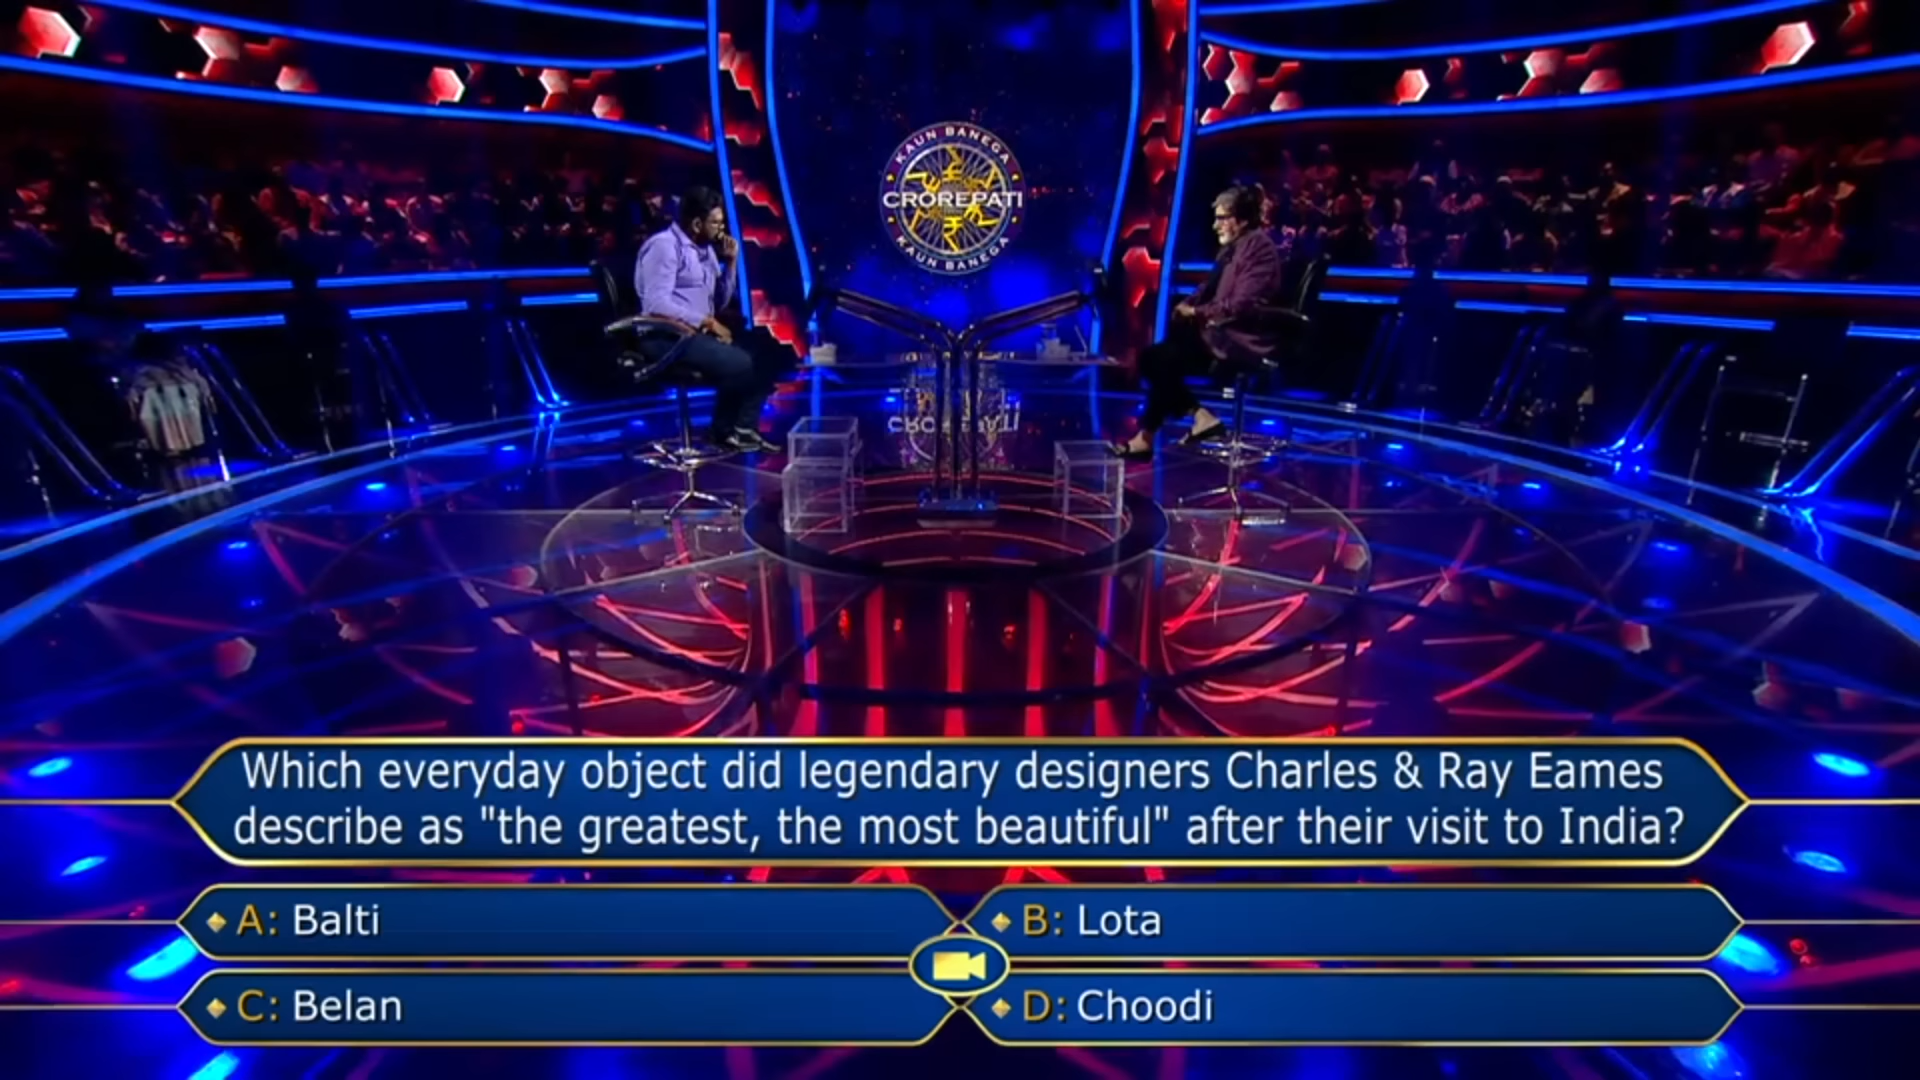 KAUN BANEGA
CROREPATI
KAUN BANEGA
Which everyday object did legendary designers Charles & Ray Eames
describe as "the greatest, the most beautiful" after their visit to India?
A: Balti
B: Lota
C: Belan
D: Choodi